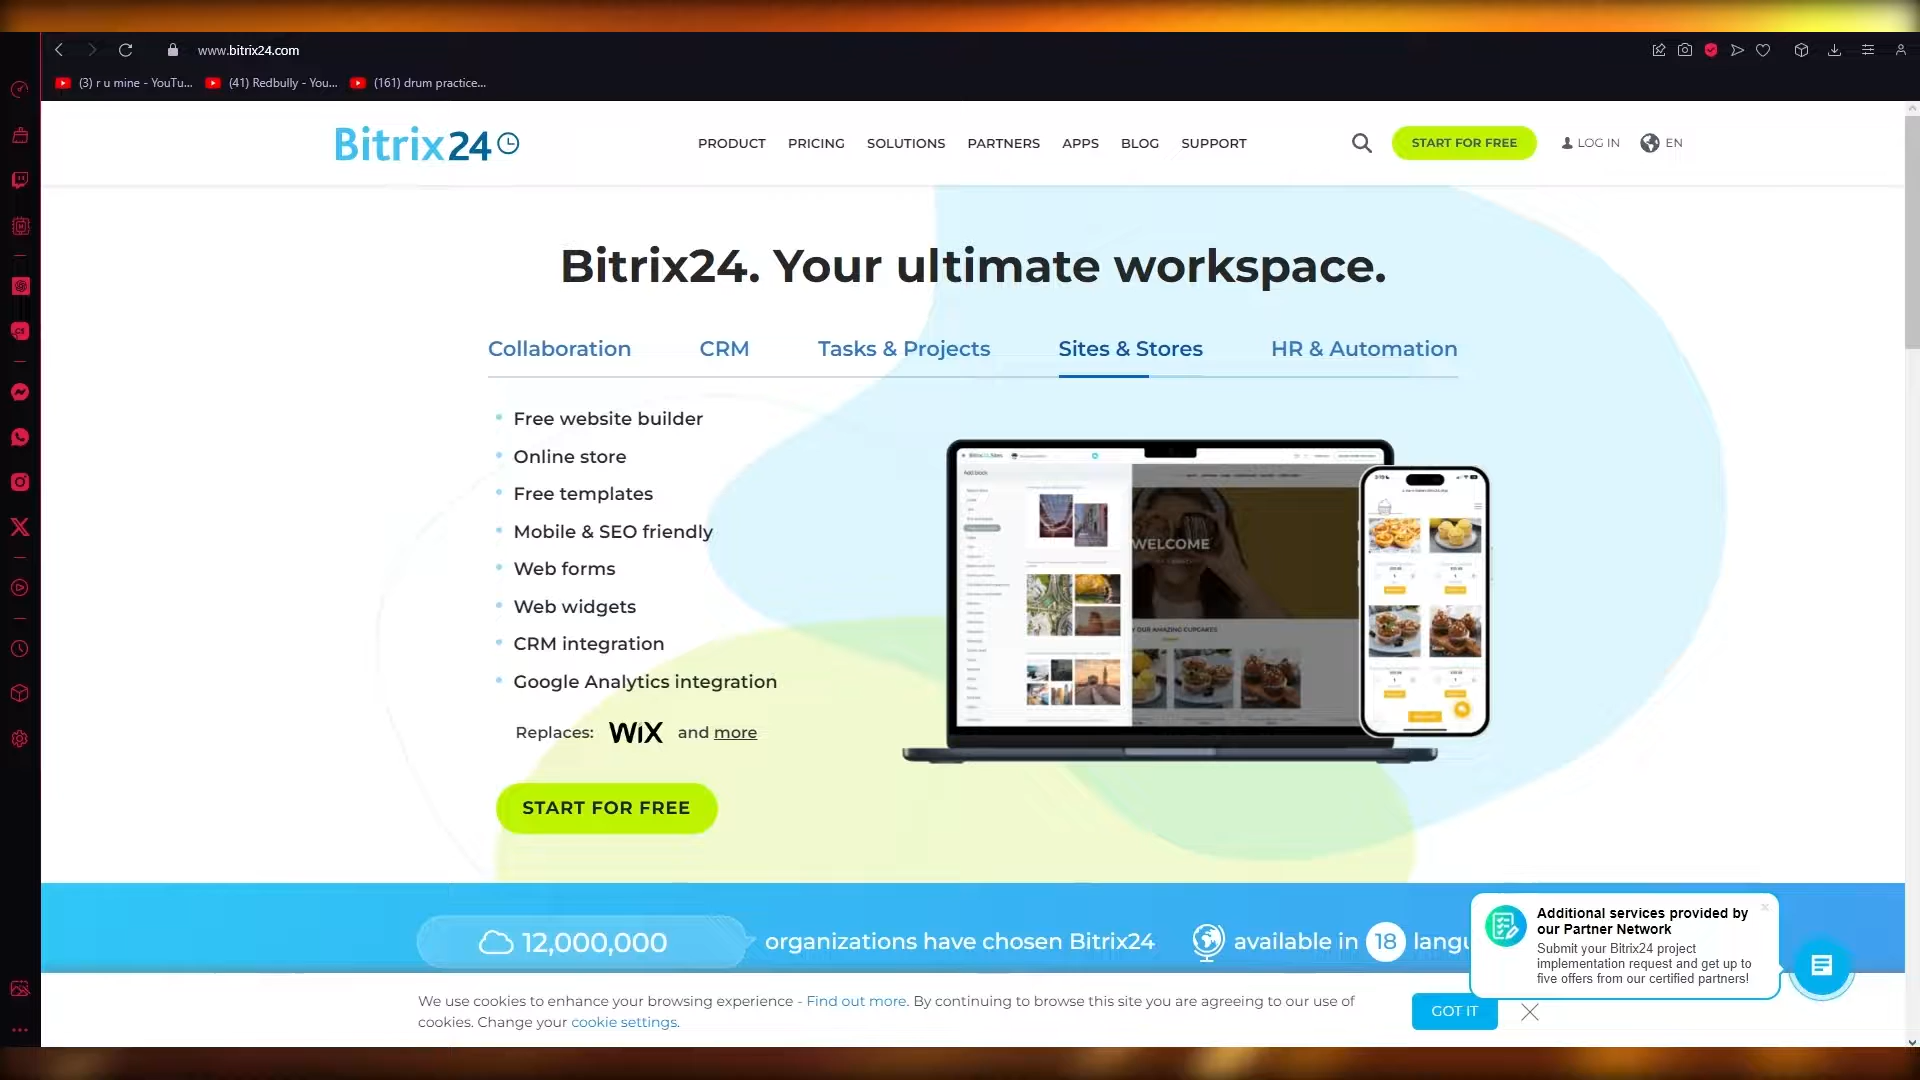 www.bitrix24.com
(3) r u mine - YouTu...
(41) Redbully - You...
(161) drum practice...
Bitrix24
PRODUCT
PRICING
SOLUTIONS
PARTNERS
APPS
BLOG
SUPPORT
START FOR FREE
LOG IN
EN
Bitrix24. Your ultimate workspace.
Collaboration
CRM
Tasks & Projects
Sites & Stores
HR & Automation
Free website builder
Online store
Free templates
Mobile & SEO friendly
Web forms
Web widgets
CRM integration
Google Analytics integration
Replaces: WiX and more
START FOR FREE
WELCOME
OUR AMAZING CUPCAKES
12,000,000 organizations have chosen Bitrix24
available in 18 langu
Additional services provided by
our Partner Network
Submit your Bitrix24 project
implementation request and get up to
five offers from our certified partners!
We use cookies to enhance your browsing experience - Find out more. By continuing to browse this site you are agreeing to our use of
cookies. Change your cookie settings.
GOT IT